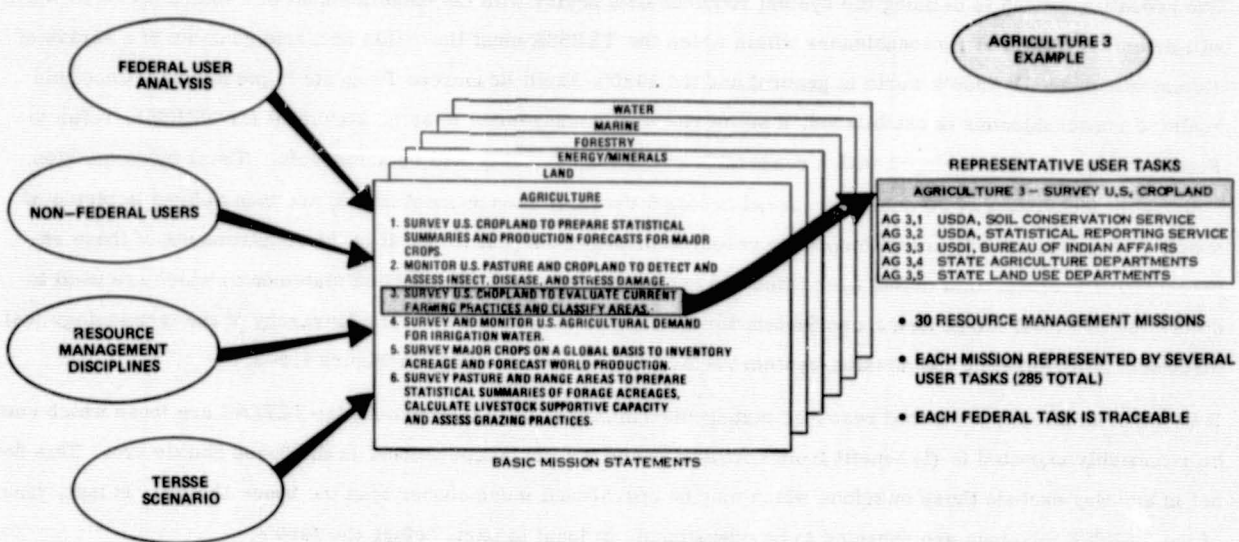 FEDERAL USER
ANALYSIS
NON-FEDERAL USERS
RESOURCE
MANAGEMENT
DISCIPLINES
TERSSE
SCENARIO
WATER
MARINE
FORESTRY
ENERGY/MINERALS
LAND
AGRICULTURE
1. SURVEY U.S. CROPLAND TO PREPARE STATISTICAL
SUMMARIES AND PRODUCTION FORECASTS FOR MAJOR
CROPS.
2. MONITOR U.S. PASTURE AND CROPLAND TO DETECT AND
ASSESS INSECT, DISEASE, AND STRESS DAMAGE.
3. SURVEY U.S. CROPLAND TO EVALUATE CURRENT
FARMING PRACTICES AND CLASSIFY AREAS.
4. SURVEY AND MONITOR U.S. AGRICULTURAL DEMAND
FOR IRRIGATION WATER.
5. SURVEY MAJOR CROPS ON A GLOBAL BASIS TO INVENTORY
ACREAGE AND FORECAST WORLD PRODUCTION.
6. SURVEY PASTURE AND RANGE AREAS TO PREPARE
STATISTICAL SUMMARIES OF FORAGE ACREAGES,
CALCULATE LIVESTOCK SUPPORTIVE CAPACITY
AND ASSESS GRAZING PRACTICES.
BASIC MISSION STATEMENTS
AGRICULTURE 3
EXAMPLE
REPRESENTATIVE USER TASKS
AGRICULTURE 3 — SURVEY U.S. CROPLAND
AG 3.1 USDA, SOIL CONSERVATION SERVICE
AG 3.2 USDA, STATISTICAL REPORTING SERVICE
AG 3.3 USDI, BUREAU OF INDIAN AFFAIRS
AG 3.4 STATE AGRICULTURE DEPARTMENTS
AG 3.5 STATE LAND USE DEPARTMENTS
• 30 RESOURCE MANAGEMENT MISSIONS
• EACH MISSION REPRESENTED BY SEVERAL
USER TASKS (285 TOTAL)
• EACH FEDERAL TASK IS TRACEABLE